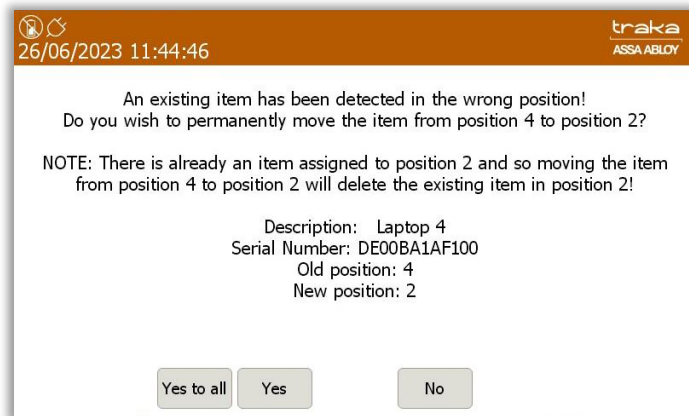 traka
26/06/2023 11:44:46
ASSA ABLOY
An existing item has been detected in the wrong position!
Do you wish to permanently move the item from position 4 to position 2?
NOTE: There is already an item assigned to position 2 and so moving the item
from position 4 to position 2 will delete the existing item in position 2!
Description: Laptop 4
Serial Number: DE00BA1AF100
Old position: 4
New position: 2
Yes to all
Yes
No